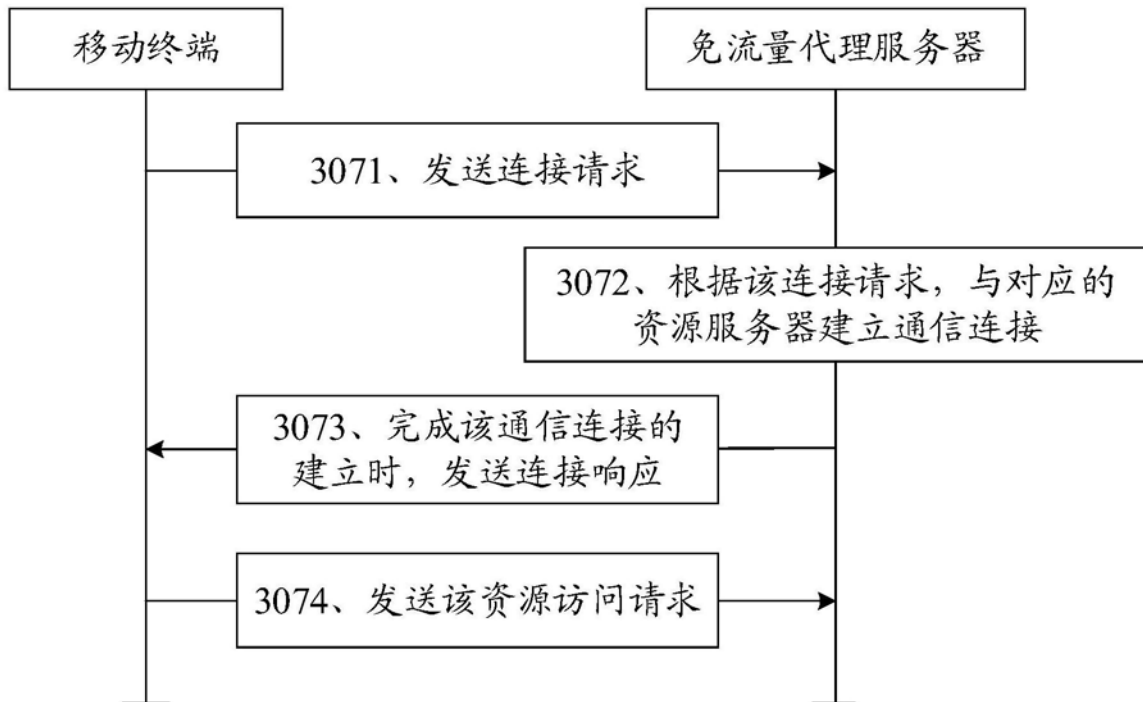 移动终端
免流量代理服务器
3071、发送连接请求
3072、根据该连接请求，与对应的
资源服务器建立通信连接
3073、完成该通信连接的
建立时，发送连接响应
3074、发送该资源访问请求